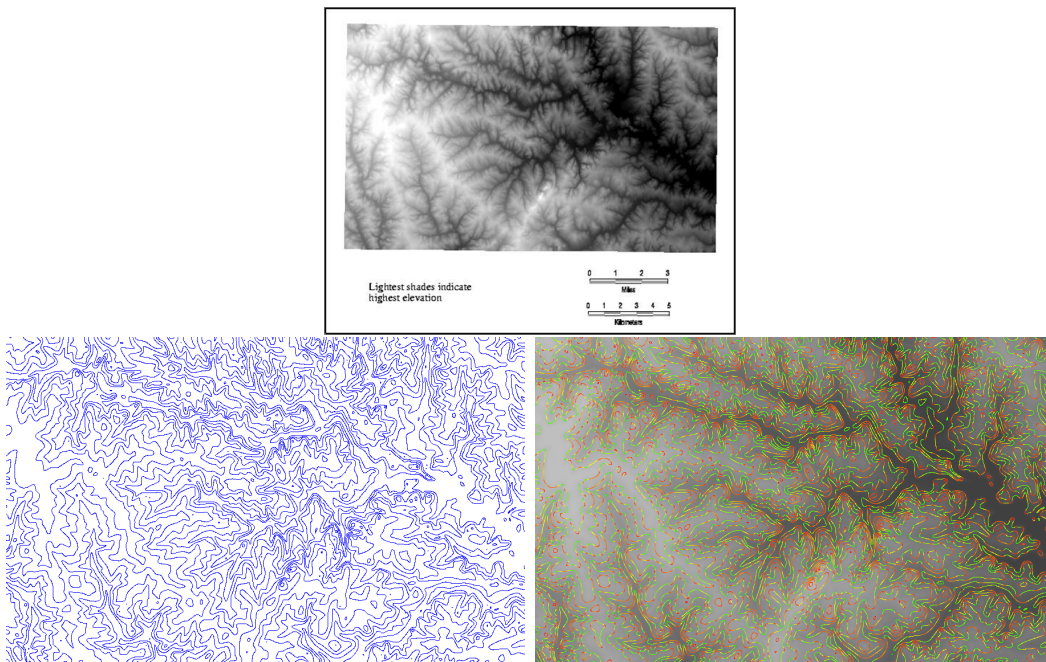 Lightest shades indicate
highest elevation
0 1 2 3
Miles
0 1 2 3 4 5
Kilometers